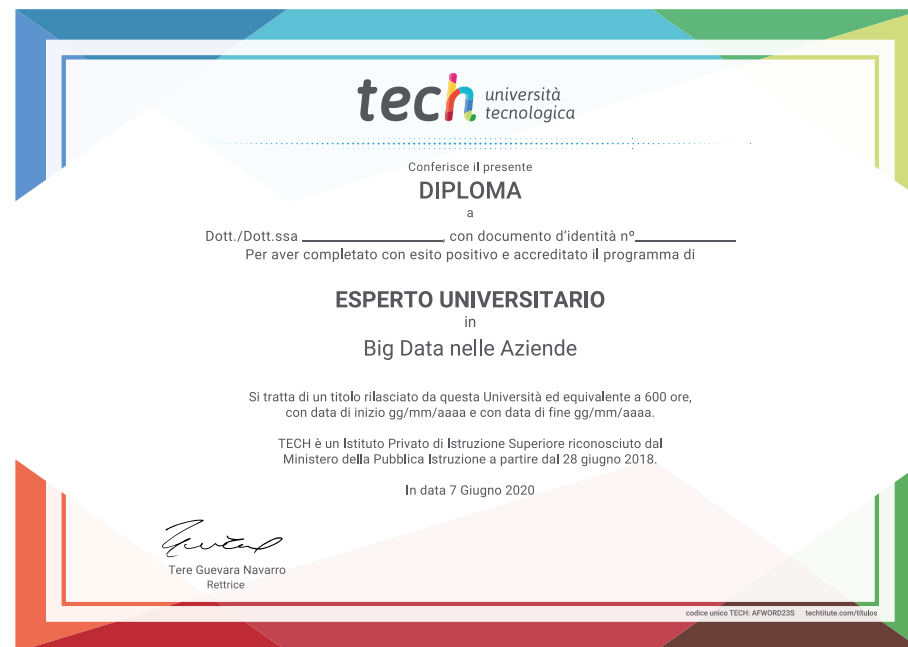 tech università
tecnologica
Conferisce il presente
DIPLOMA
a
Dott./Dott.ssa ______________, con documento d'identità nº__________
Per aver completato con esito positivo e accreditato il programma di
ESPERTO UNIVERSITARIO
in
Big Data nelle Aziende
Si tratta di un titolo rilasciato da questa Università ed equivalente a 600 ore,
con data di inizio gg/mm/aaaa e con data di fine gg/mm/aaaa.
TECH è un Istituto Privato di Istruzione Superiore riconosciuto dal
Ministero della Pubblica Istruzione a partire dal 28 giugno 2018.
In data 7 Giugno 2020
Tere Guevara Navarro
Rettrice
codice unico TECH: AFWORD23S techtitute.com/títulos